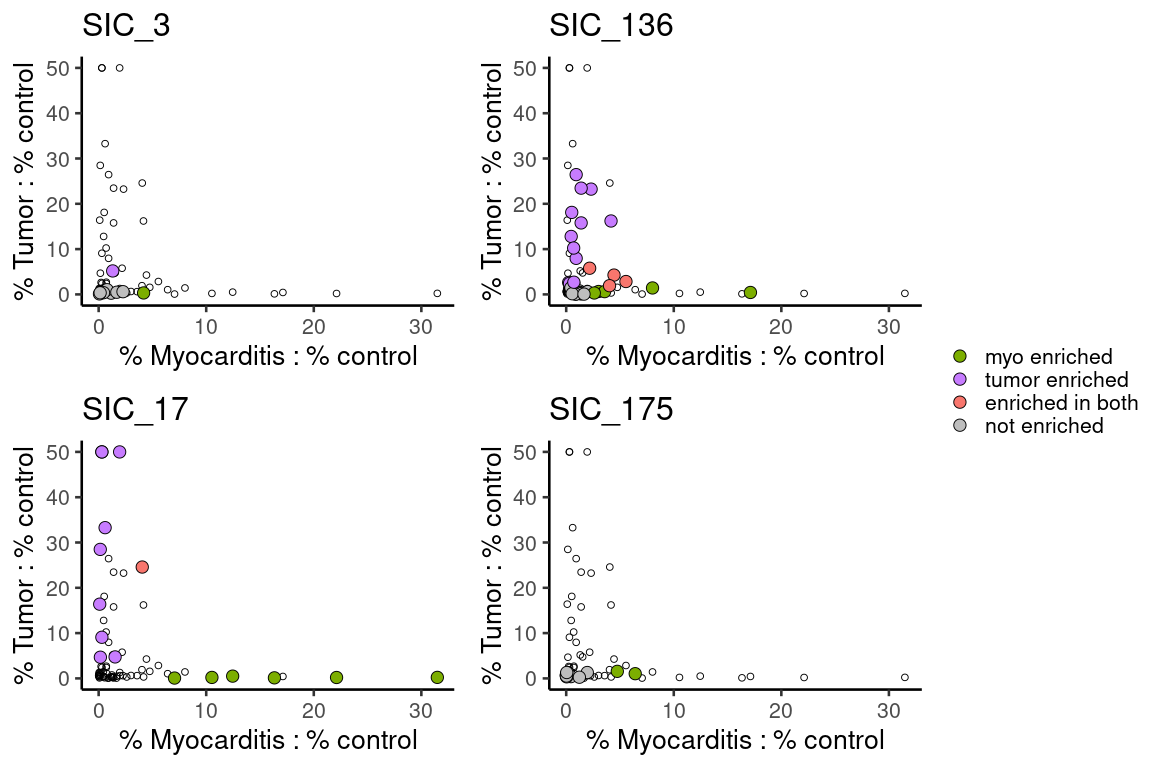 SIC_3
% Tumor : % control
50
40
30
20
10
0
0 10 20 30
% Myocarditis : % control
SIC_136
% Tumor : % control
50
40
30
20
10
0
0 10 20 30
% Myocarditis : % control
SIC_17
% Tumor : % control
50
40
30
20
10
0
0 10 20 30
% Myocarditis : % control
SIC_175
% Tumor : % control
50
40
30
20
10
0
0 10 20 30
% Myocarditis : % control
myo enriched
tumor enriched
enriched in both
not enriched